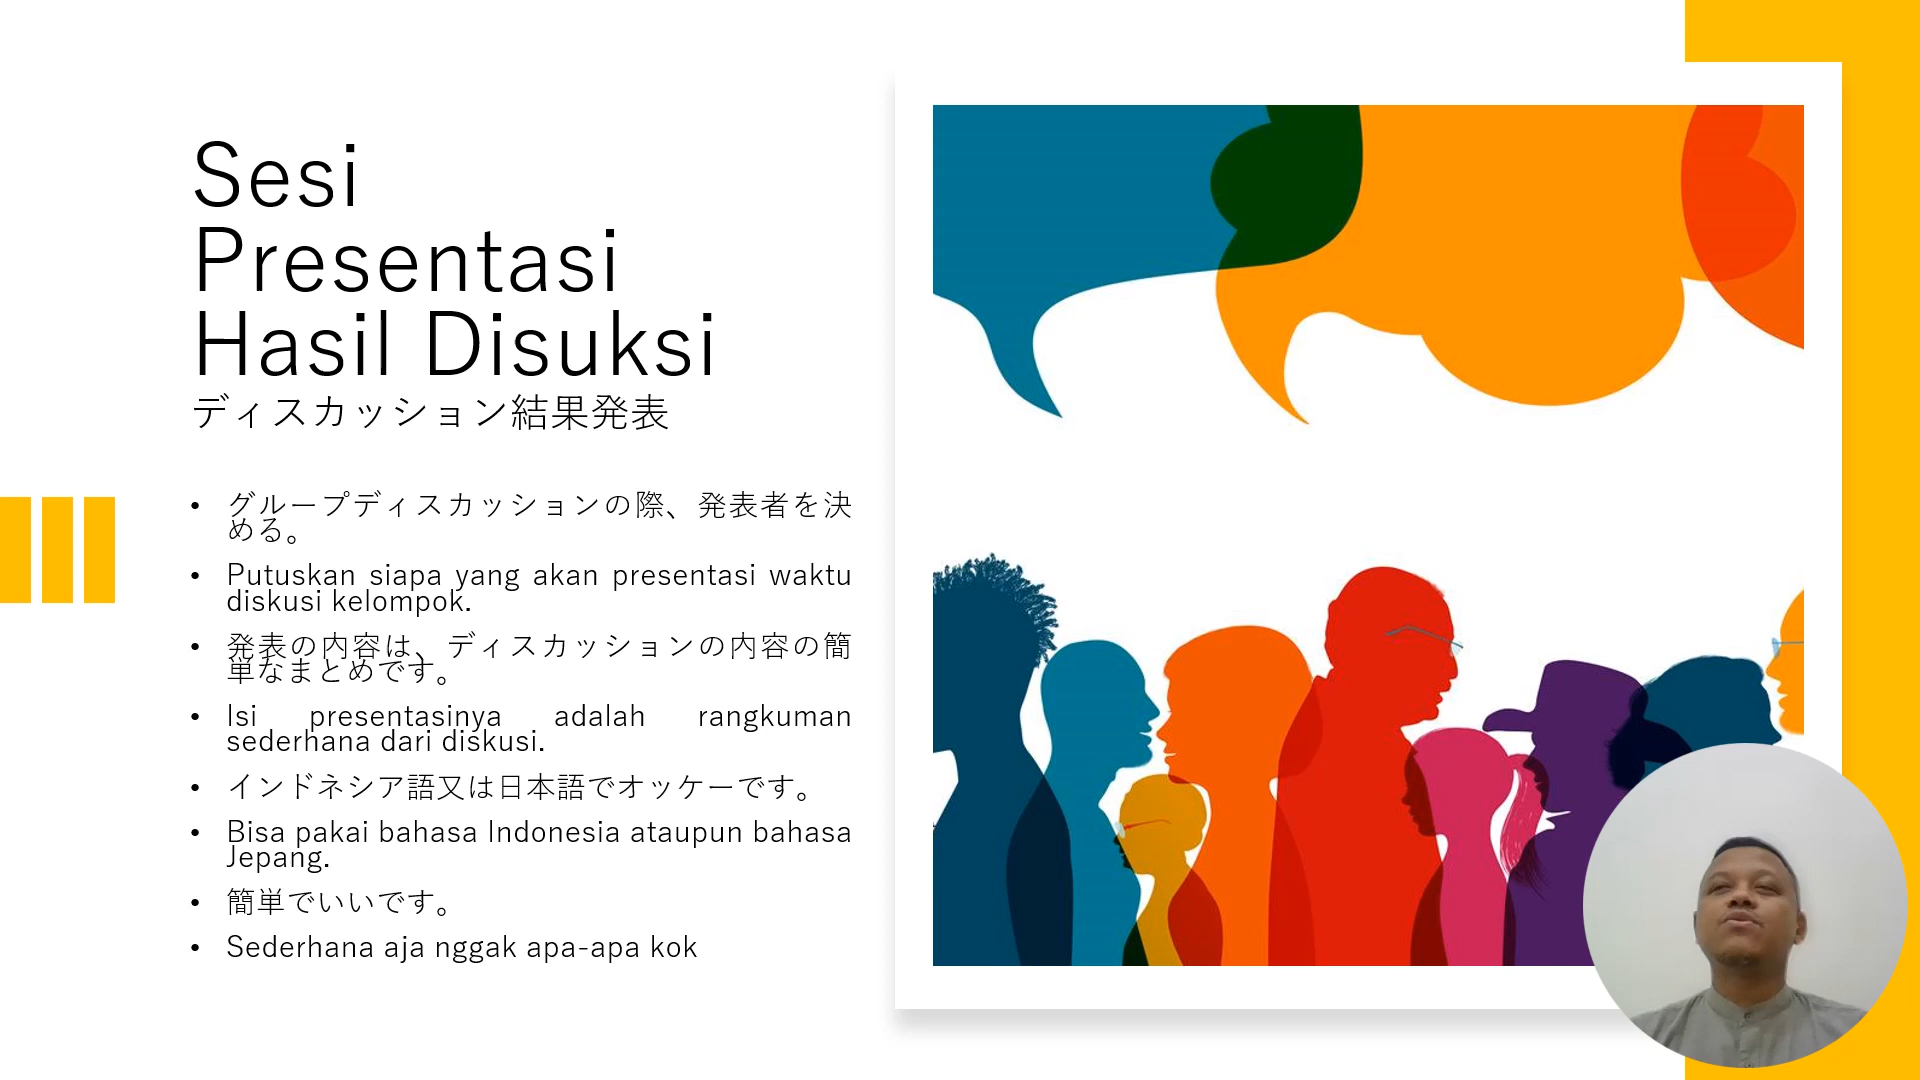 Sesi
Presentasi
Hasil Disuksi
ディスカッション結果発表
• グループディスカッションの際、発表者を決
める。
• Putuskan siapa yang akan presentasi waktu
diskusi kelompok.
• 発表の内容は、ディスカッションの内容の簡
単なまとめです。
• Isi presentasinya adalah rangkuman
sederhana dari diskusi.
• インドネシア語又は日本語でオッケーです。
• Bisa pakai bahasa Indonesia ataupun bahasa
Jepang.
• 簡単でいいです。
• Sederhana aja nggak apa-apa kok